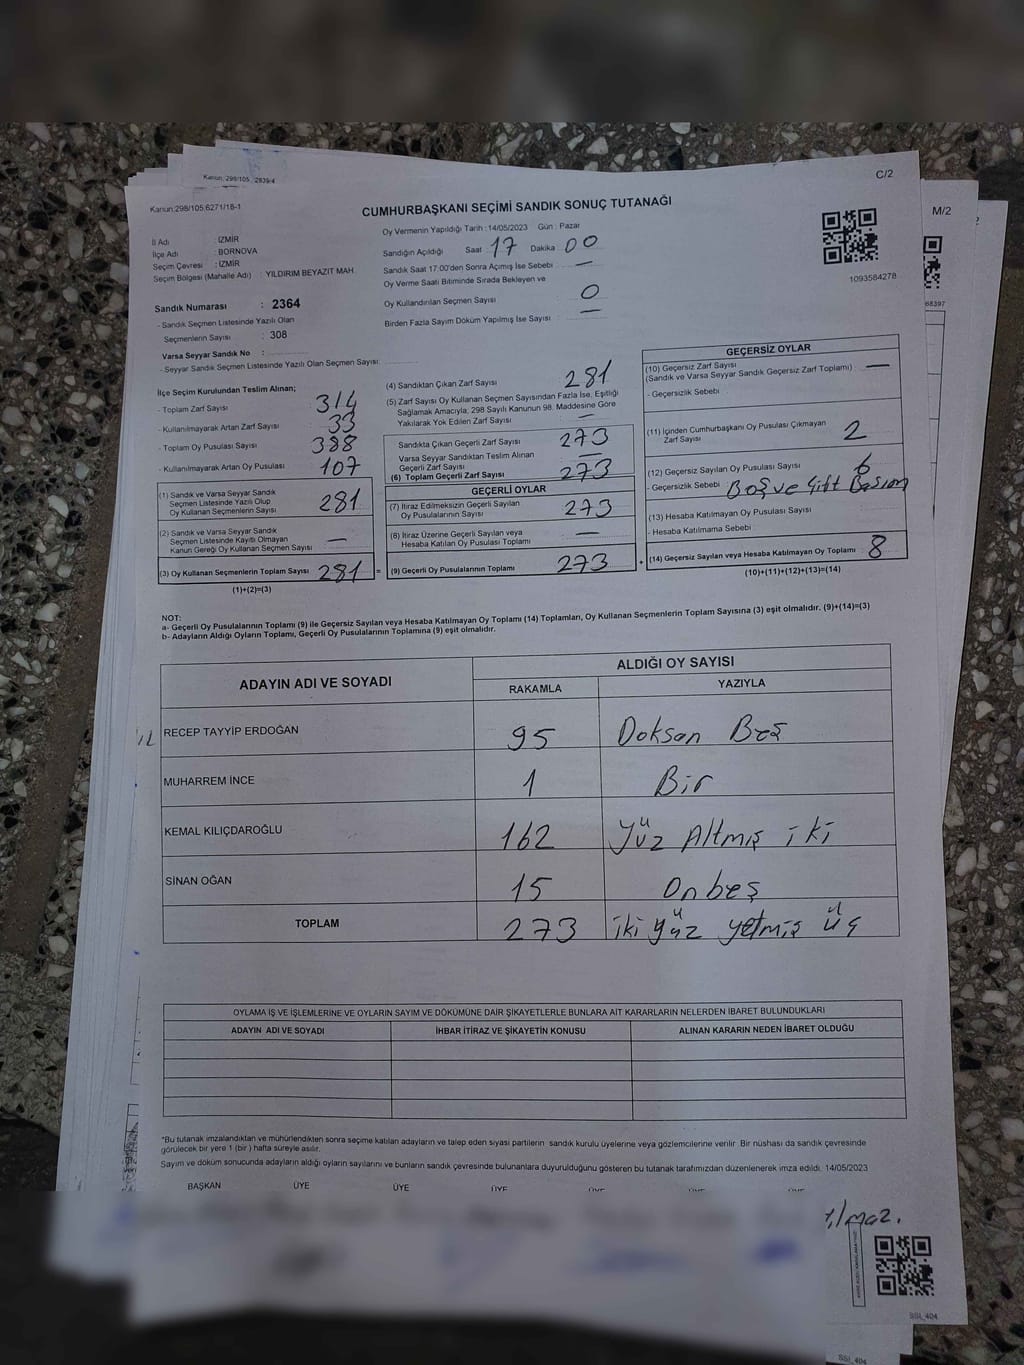 Kanun; 298/105, 2839/4
C/2
M/2
Kanun;298/105,6271/18-1
CUMHURBAŞKANI SEÇİMİ SANDIK SONUÇ TUTANAĞI
İl Adı : İZMİR
İlçe Adı : BORNOVA
Seçim Çevresi : İZMİR
Seçim Bölgesi (Mahalle Adı) : YILDIRIM BEYAZIT MAH.
Sandık Numarası : 2364
- Sandık Seçmen Listesinde Yazılı Olan
Seçmenlerin Sayısı : 308
Varsa Seyyar Sandık No :
- Seyyar Sandık Seçmen Listesinde Yazılı Olan Seçmen Sayısı:
Oy Vermenin Yapıldığı Tarih :14/05/2023 Gün : Pazar
Sandığın Açıldığı Saat 17 Dakika 00
Sandık Saat 17.00'den Sonra Açımış İse Sebebi : —
Oy Verme Saati Bitiminde Sırada Bekleyen ve
Oy Kullandırılan Seçmen Sayısı 0
Birden Fazla Sayım Döküm Yapılmış İse Sayısı : —
1093584278
68397
İlçe Seçim Kurulundan Teslim Alınan;
- Toplam Zarf Sayısı 314
- Kullanılmayarak Artan Zarf Sayısı 33
- Toplam Oy Pusulası Sayısı 388
- Kullanılmayarak Artan Oy Pusulası 107
(1) Sandık ve Varsa Seyyar Sandık
Seçmen Listesinde Yazılı Olup
Oy Kullanan Seçmenlerin Sayısı 281
(2) Sandık ve Varsa Seyyar Sandık
Seçmen Listesinde Kayıtlı Olmayan
Kanun Gereği Oy Kullanan Seçmen Sayısı —
(3) Oy Kullanan Seçmenlerin Toplam Sayısı 281 =
(1)+(2)=(3)
(4) Sandıktan Çıkan Zarf Sayısı 281
(5) Zarf Sayısı Oy Kullanan Seçmen Sayısından Fazla İse, Eşitliği
Sağlamak Amacıyla, 298 Sayılı Kanunun 98. Maddesine Göre
Yakılarak Yok Edilen Zarf Sayısı —
Sandıkta Çıkan Geçerli Zarf Sayısı 273
Varsa Seyyar Sandıktan Teslim Alınan
Geçerli Zarf Sayısı —
(6) Toplam Geçerli Zarf Sayısı 273
GEÇERLİ OYLAR
(7) İtiraz Edilmeksizin Geçerli Sayılan
Oy Pusulalarının Sayısı 273
(8) İtiraz Üzerine Geçerli Sayılan veya
Hesaba Katılan Oy Pusulası Toplamı —
(9) Geçerli Oy Pusulalarının Toplamı 273 +
GEÇERSİZ OYLAR
(10) Geçersiz Zarf Sayısı
(Sandık ve Varsa Seyyar Sandık Geçersiz Zarf Toplamı) —
- Geçersizlik Sebebi
(11) İçinden Cumhurbaşkanı Oy Pusulası Çıkmayan
Zarf Sayısı 2
(12) Geçersiz Sayılan Oy Pusulası Sayısı 6
- Geçersizlik Sebebi : Boş ve Çift Basım
(13) Hesaba Katılmayan Oy Pusulası Sayısı
- Hesaba Katılmama Sebebi
(14) Geçersiz Sayılan veya Hesaba Katılmayan Oy Toplamı 8
(10)+(11)+(12)+(13)=(14)
NOT:
a- Geçerli Oy Pusulalarının Toplamı (9) ile Geçersiz Sayılan veya Hesaba Katılmayan Oy Toplamı (14) Toplamları, Oy Kullanan Seçmenlerin Toplam Sayısına (3) eşit olmalıdır. (9)+(14)=(3)
b- Adayların Aldığı Oyların Toplamı, Geçerli Oy Pusulalarının Toplamına (9) eşit olmalıdır.
ADAYIN ADI VE SOYADI
ALDIĞI OY SAYISI
RAKAMLA YAZIYLA
RECEP TAYYİP ERDOĞAN 95 Doksan Beş
MUHARREM İNCE 1 Bir
KEMAL KILIÇDAROĞLU 162 Yüz Altmış iki
SİNAN OĞAN 15 Onbeş
TOPLAM 273 iki yüz yetmiş üç
OYLAMA İŞ VE İŞLEMLERİNE VE OYLARIN SAYIM VE DÖKÜMÜNE DAİR ŞİKAYETLERLE BUNLARA AİT KARARLARIN NELERDEN İBARET BULUNDUKLARI
ADAYIN ADI VE SOYADI İHBAR İTİRAZ VE ŞİKAYETİN KONUSU ALINAN KARARIN NEDEN İBARET OLDUĞU
"Bu tutanak imzalandıktan ve mühürlendikten sonra seçime katılan adayların ve talep eden siyasi partilerin sandık kurulu üyelerine veya gözlemcilerine verilir. Bir nüshası da sandık çevresinde
görülecek bir yere 1 (bir) hafta süreyle asılır.
Sayım ve döküm sonucunda adayların aldığı oyların sayılarını ve bunların sandık çevresinde bulunanlara duyurulduğunu gösteren bu tutanak tarafımızdan düzenlenerek imza edildi. 14/05/2023
BAŞKAN ÜYE ÜYE ÜYE ÜYE ÜYE ÜYE
SSI_404
SSI_404